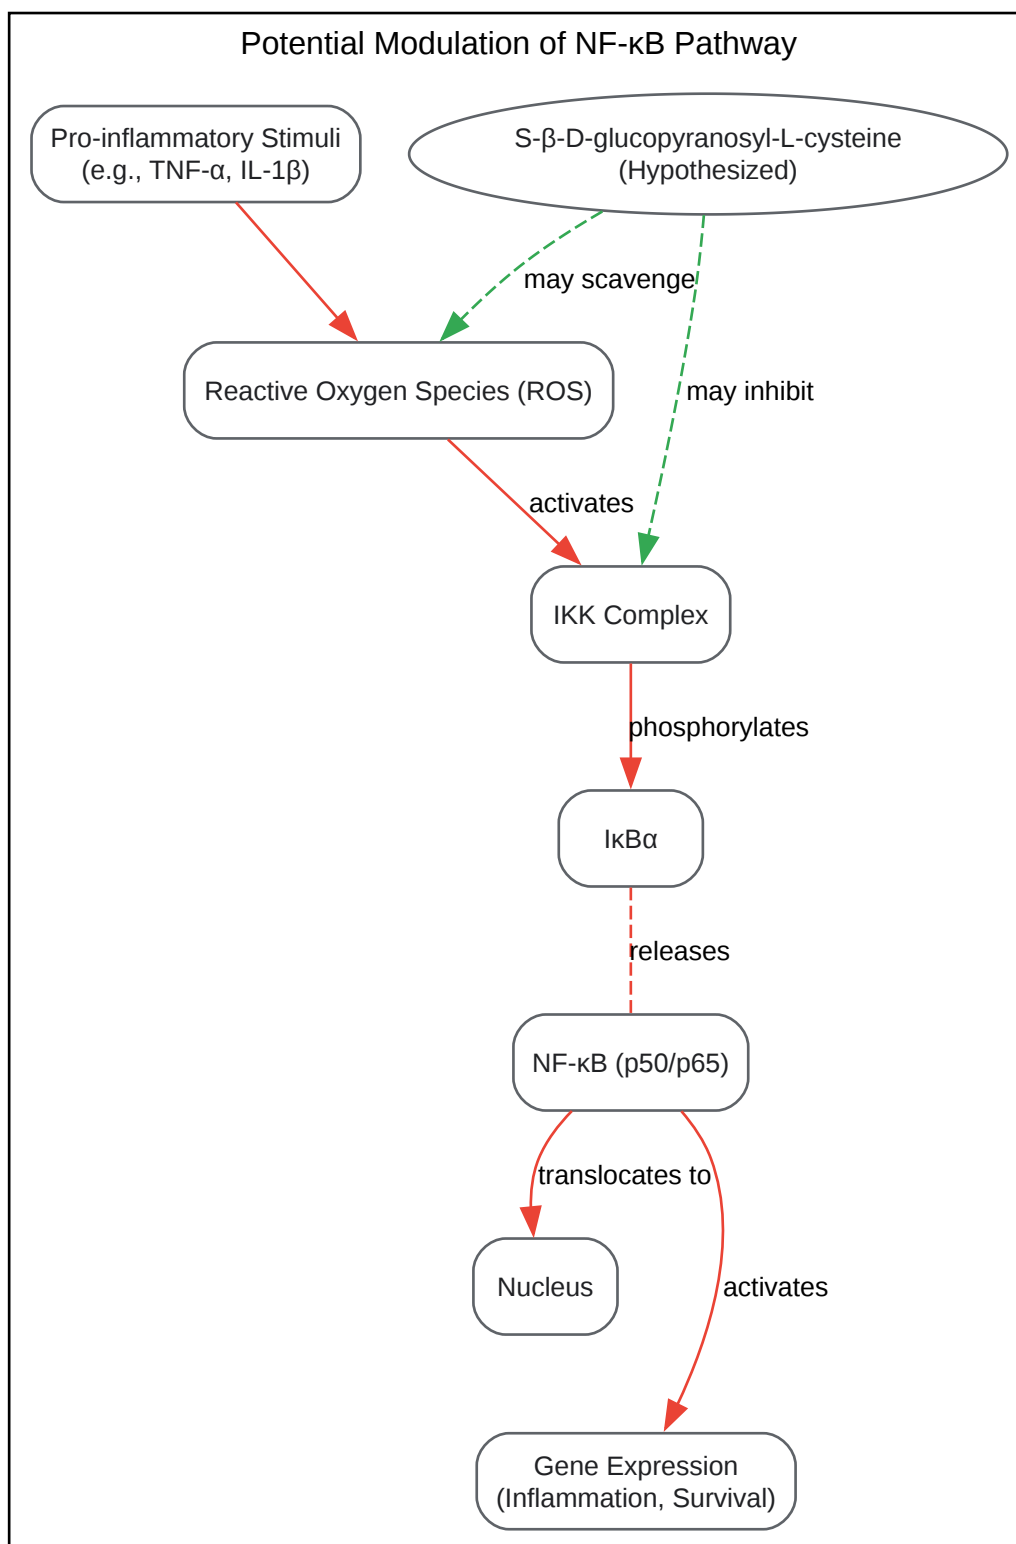 Potential Modulation of NF-κB Pathway
Pro-inflammatory Stimuli
(e.g., TNF-α, IL-1β)
S-β-D-glucopyranosyl-L-cysteine
(Hypothesized)
may scavenge
Reactive Oxygen Species (ROS)
may inhibit
activates
IKK Complex
phosphorylates
IκBα
releases
NF-κB (p50/p65)
translocates to
Nucleus
activates
Gene Expression
(Inflammation, Survival)